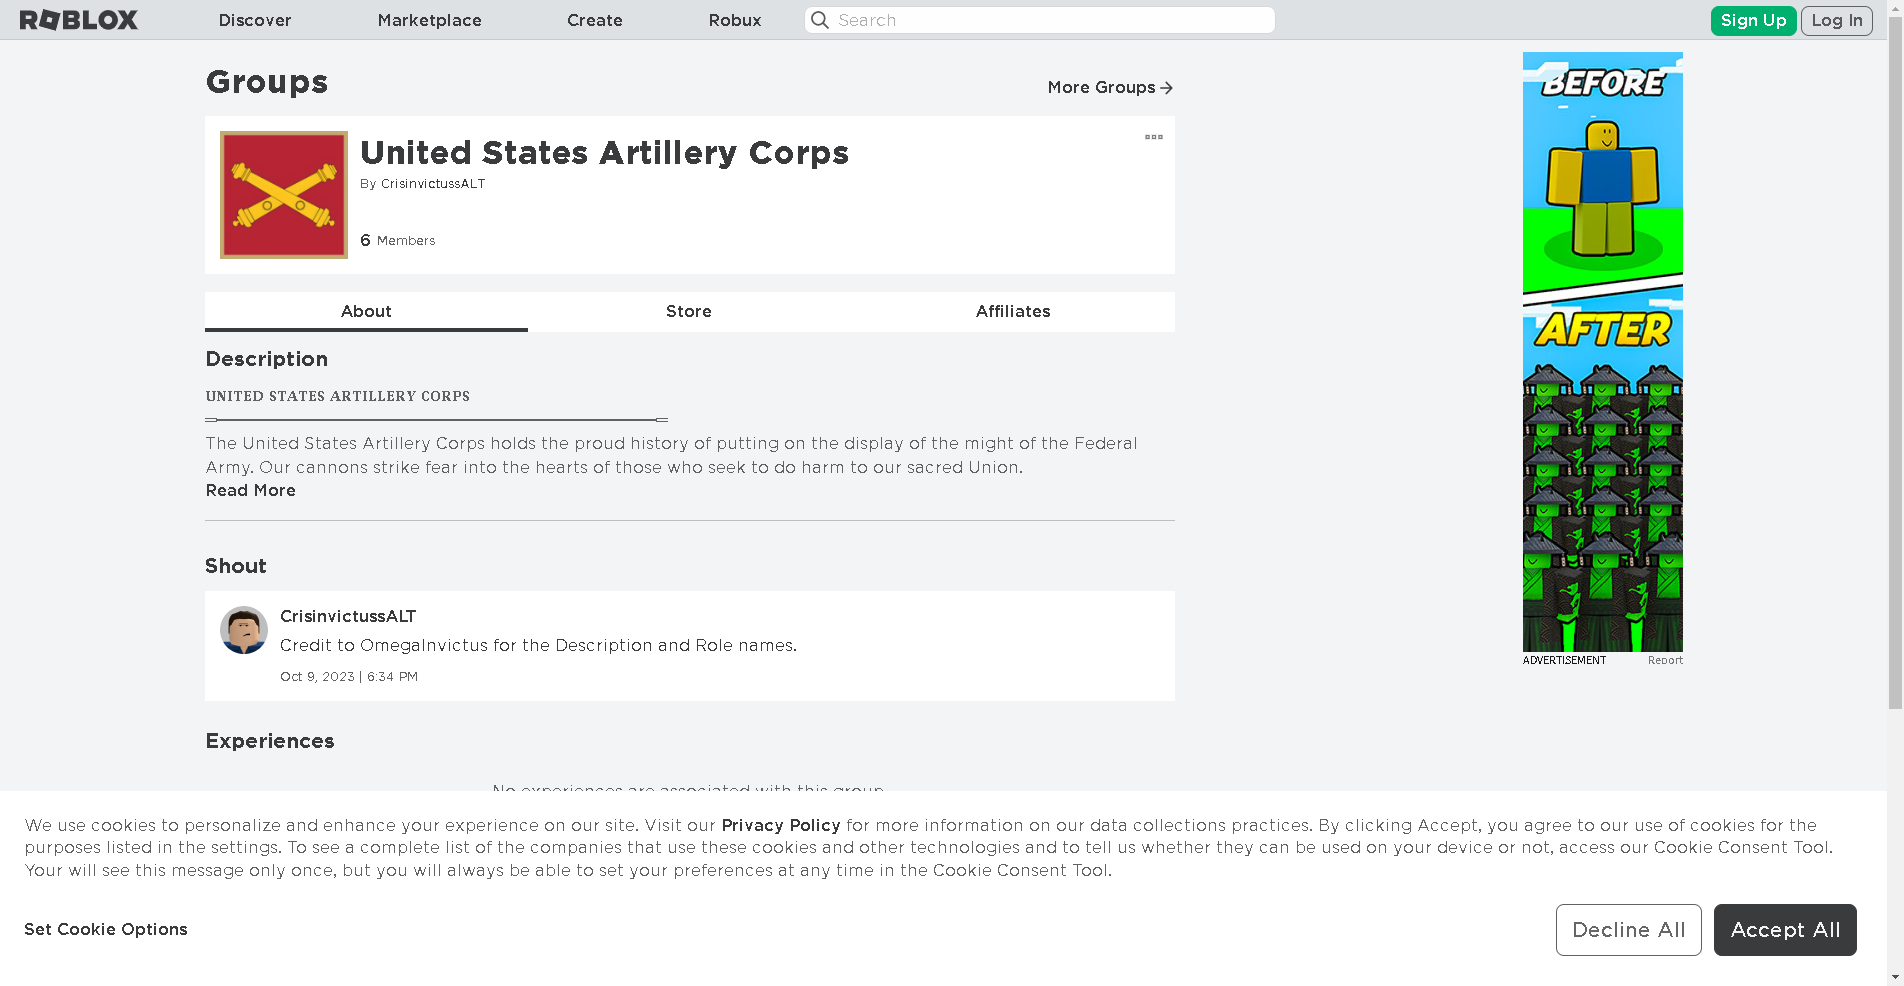 ROBLOX Discover Marketplace Create Robux Search Sign Up Log In
Groups
More Groups
United States Artillery Corps
By CrisinvictussALT
6 Members
About Store Affiliates
Description
UNITED STATES ARTILLERY CORPS
The United States Artillery Corps holds the proud history of putting on the display of the might of the Federal
Army. Our cannons strike fear into the hearts of those who seek to do harm to our sacred Union.
Read More
Shout
CrisinvictussALT
Credit to OmegaInvictus for the Description and Role names.
Oct 9, 2023 | 6:34 PM
Experiences
No experiences are associated with this group
BEFORE
AFTER
ADVERTISEMENT Report
We use cookies to personalize and enhance your experience on our site. Visit our Privacy Policy for more information on our data collections practices. By clicking Accept, you agree to our use of cookies for the
purposes listed in the settings. To see a complete list of the companies that use these cookies and other technologies and to tell us whether they can be used on your device or not, access our Cookie Consent Tool.
Your will see this message only once, but you will always be able to set your preferences at any time in the Cookie Consent Tool.
Set Cookie Options
Decline All
Accept All